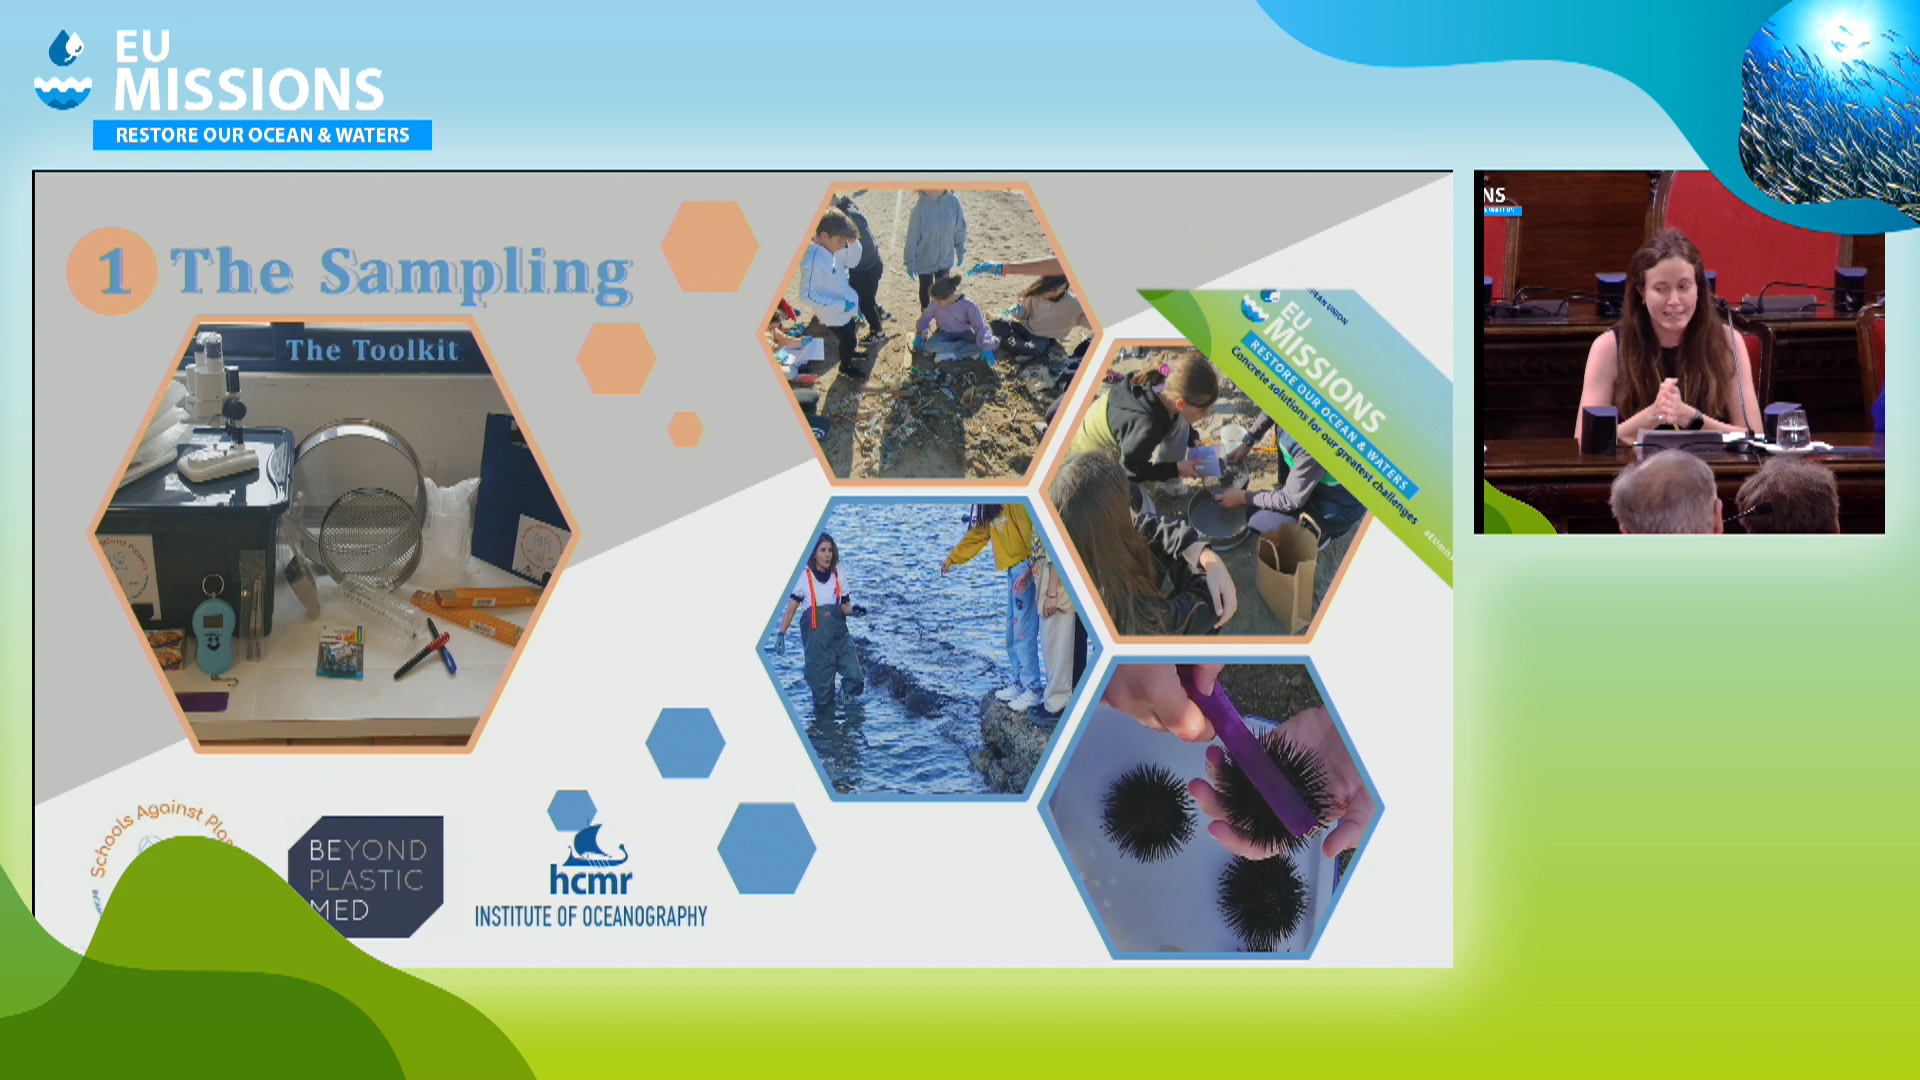 EU
MISSIONS
RESTORE OUR OCEAN & WATERS
1 The Sampling
The Toolkit
EU
MISSIONS
RESTORE OUR OCEAN & WATERS
Concrete solutions for our greatest challenges
Schools Against
BEYOND
PLASTIC
MED
hcmr
INSTITUTE OF OCEANOGRAPHY
NS